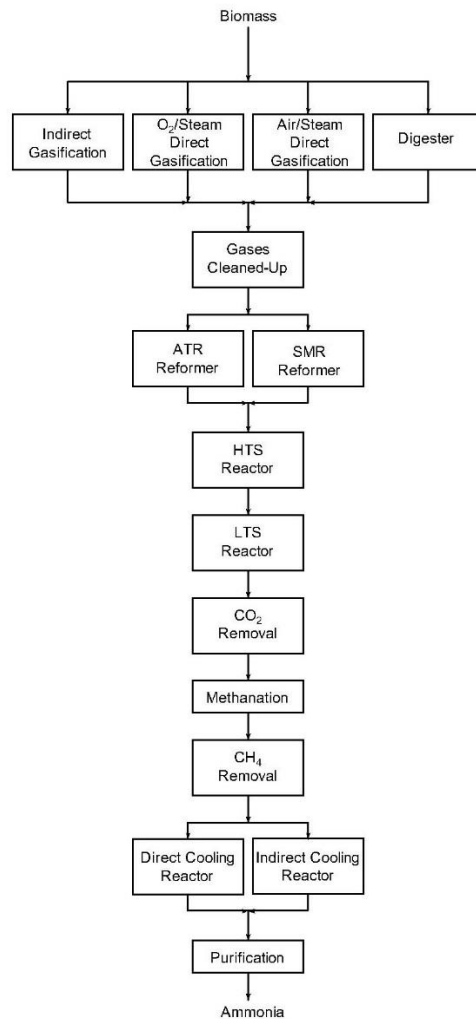 Biomass
Indirect
Gasification
O₂/Steam
Direct
Gasification
Air/Steam
Direct
Gasification
Digester
Gases
Cleaned-Up
ATR
Reformer
SMR
Reformer
HTS
Reactor
LTS
Reactor
CO₂
Removal
Methanation
CH₄
Removal
Direct Cooling
Reactor
Indirect Cooling
Reactor
Purification
Ammonia